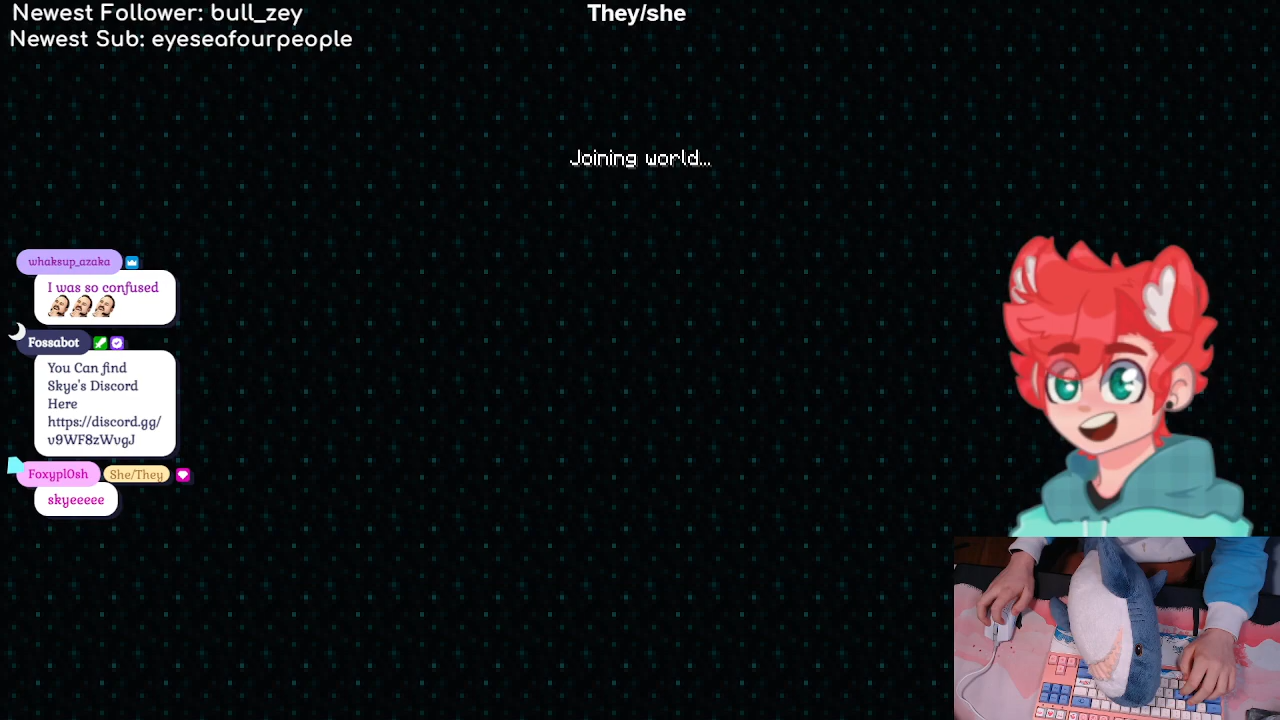 Newest Follower: bull_zey
Newest Sub: eyeseafourpeople
They/she
Joining world...
whaksup_azaka
I was so confused
Fossabot
You Can find
Skye's Discord
Here
https://discord.gg/
v9WF8zWvgJ
Foxypl0sh She/They
skyeeeee